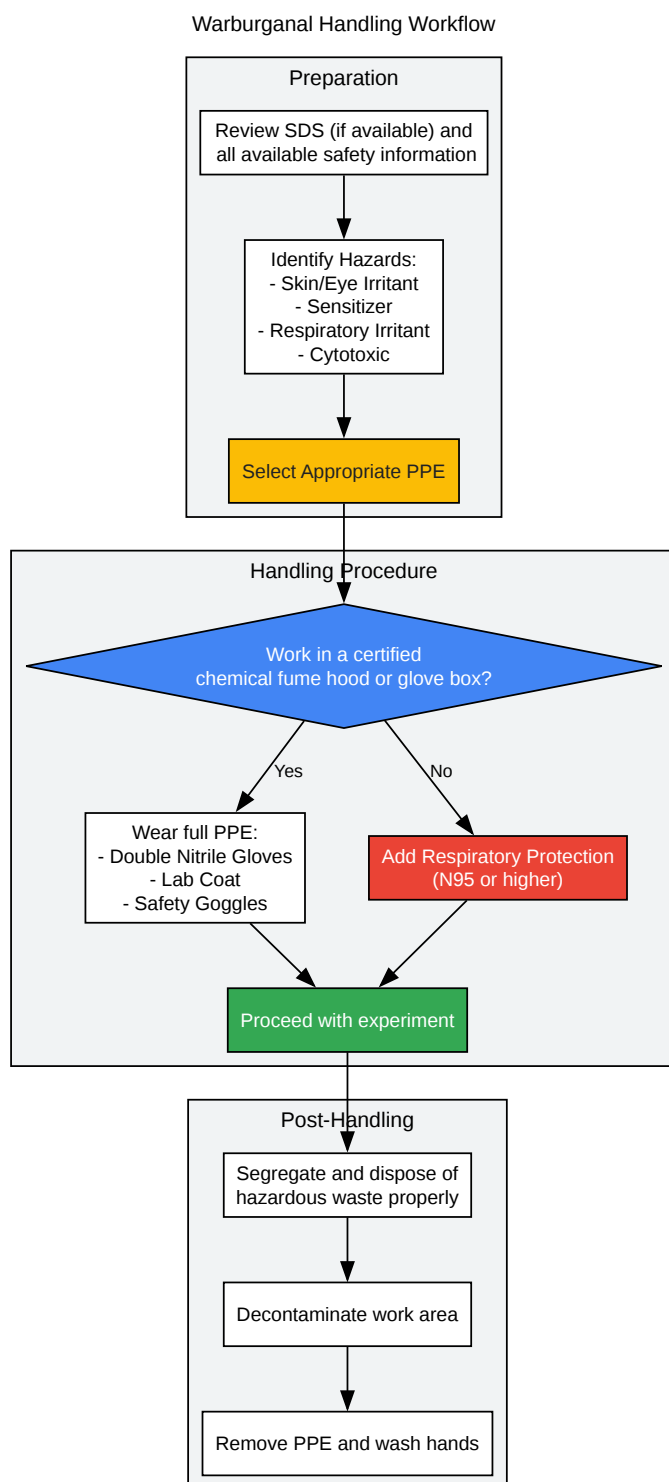 Warburganal Handling Workflow
Preparation
Review SDS (if available) and
all available safety information
Identify Hazards:
- Skin/Eye Irritant
- Sensitizer
- Respiratory Irritant
- Cytotoxic
Select Appropriate PPE
Handling Procedure
Work in a certified
chemical fume hood or glove box?
Yes
No
Wear full PPE:
- Double Nitrile Gloves
- Lab Coat
- Safety Goggles
Add Respiratory Protection
(N95 or higher)
Proceed with experiment
Post-Handling
Segregate and dispose of
hazardous waste properly
Decontaminate work area
Remove PPE and wash hands